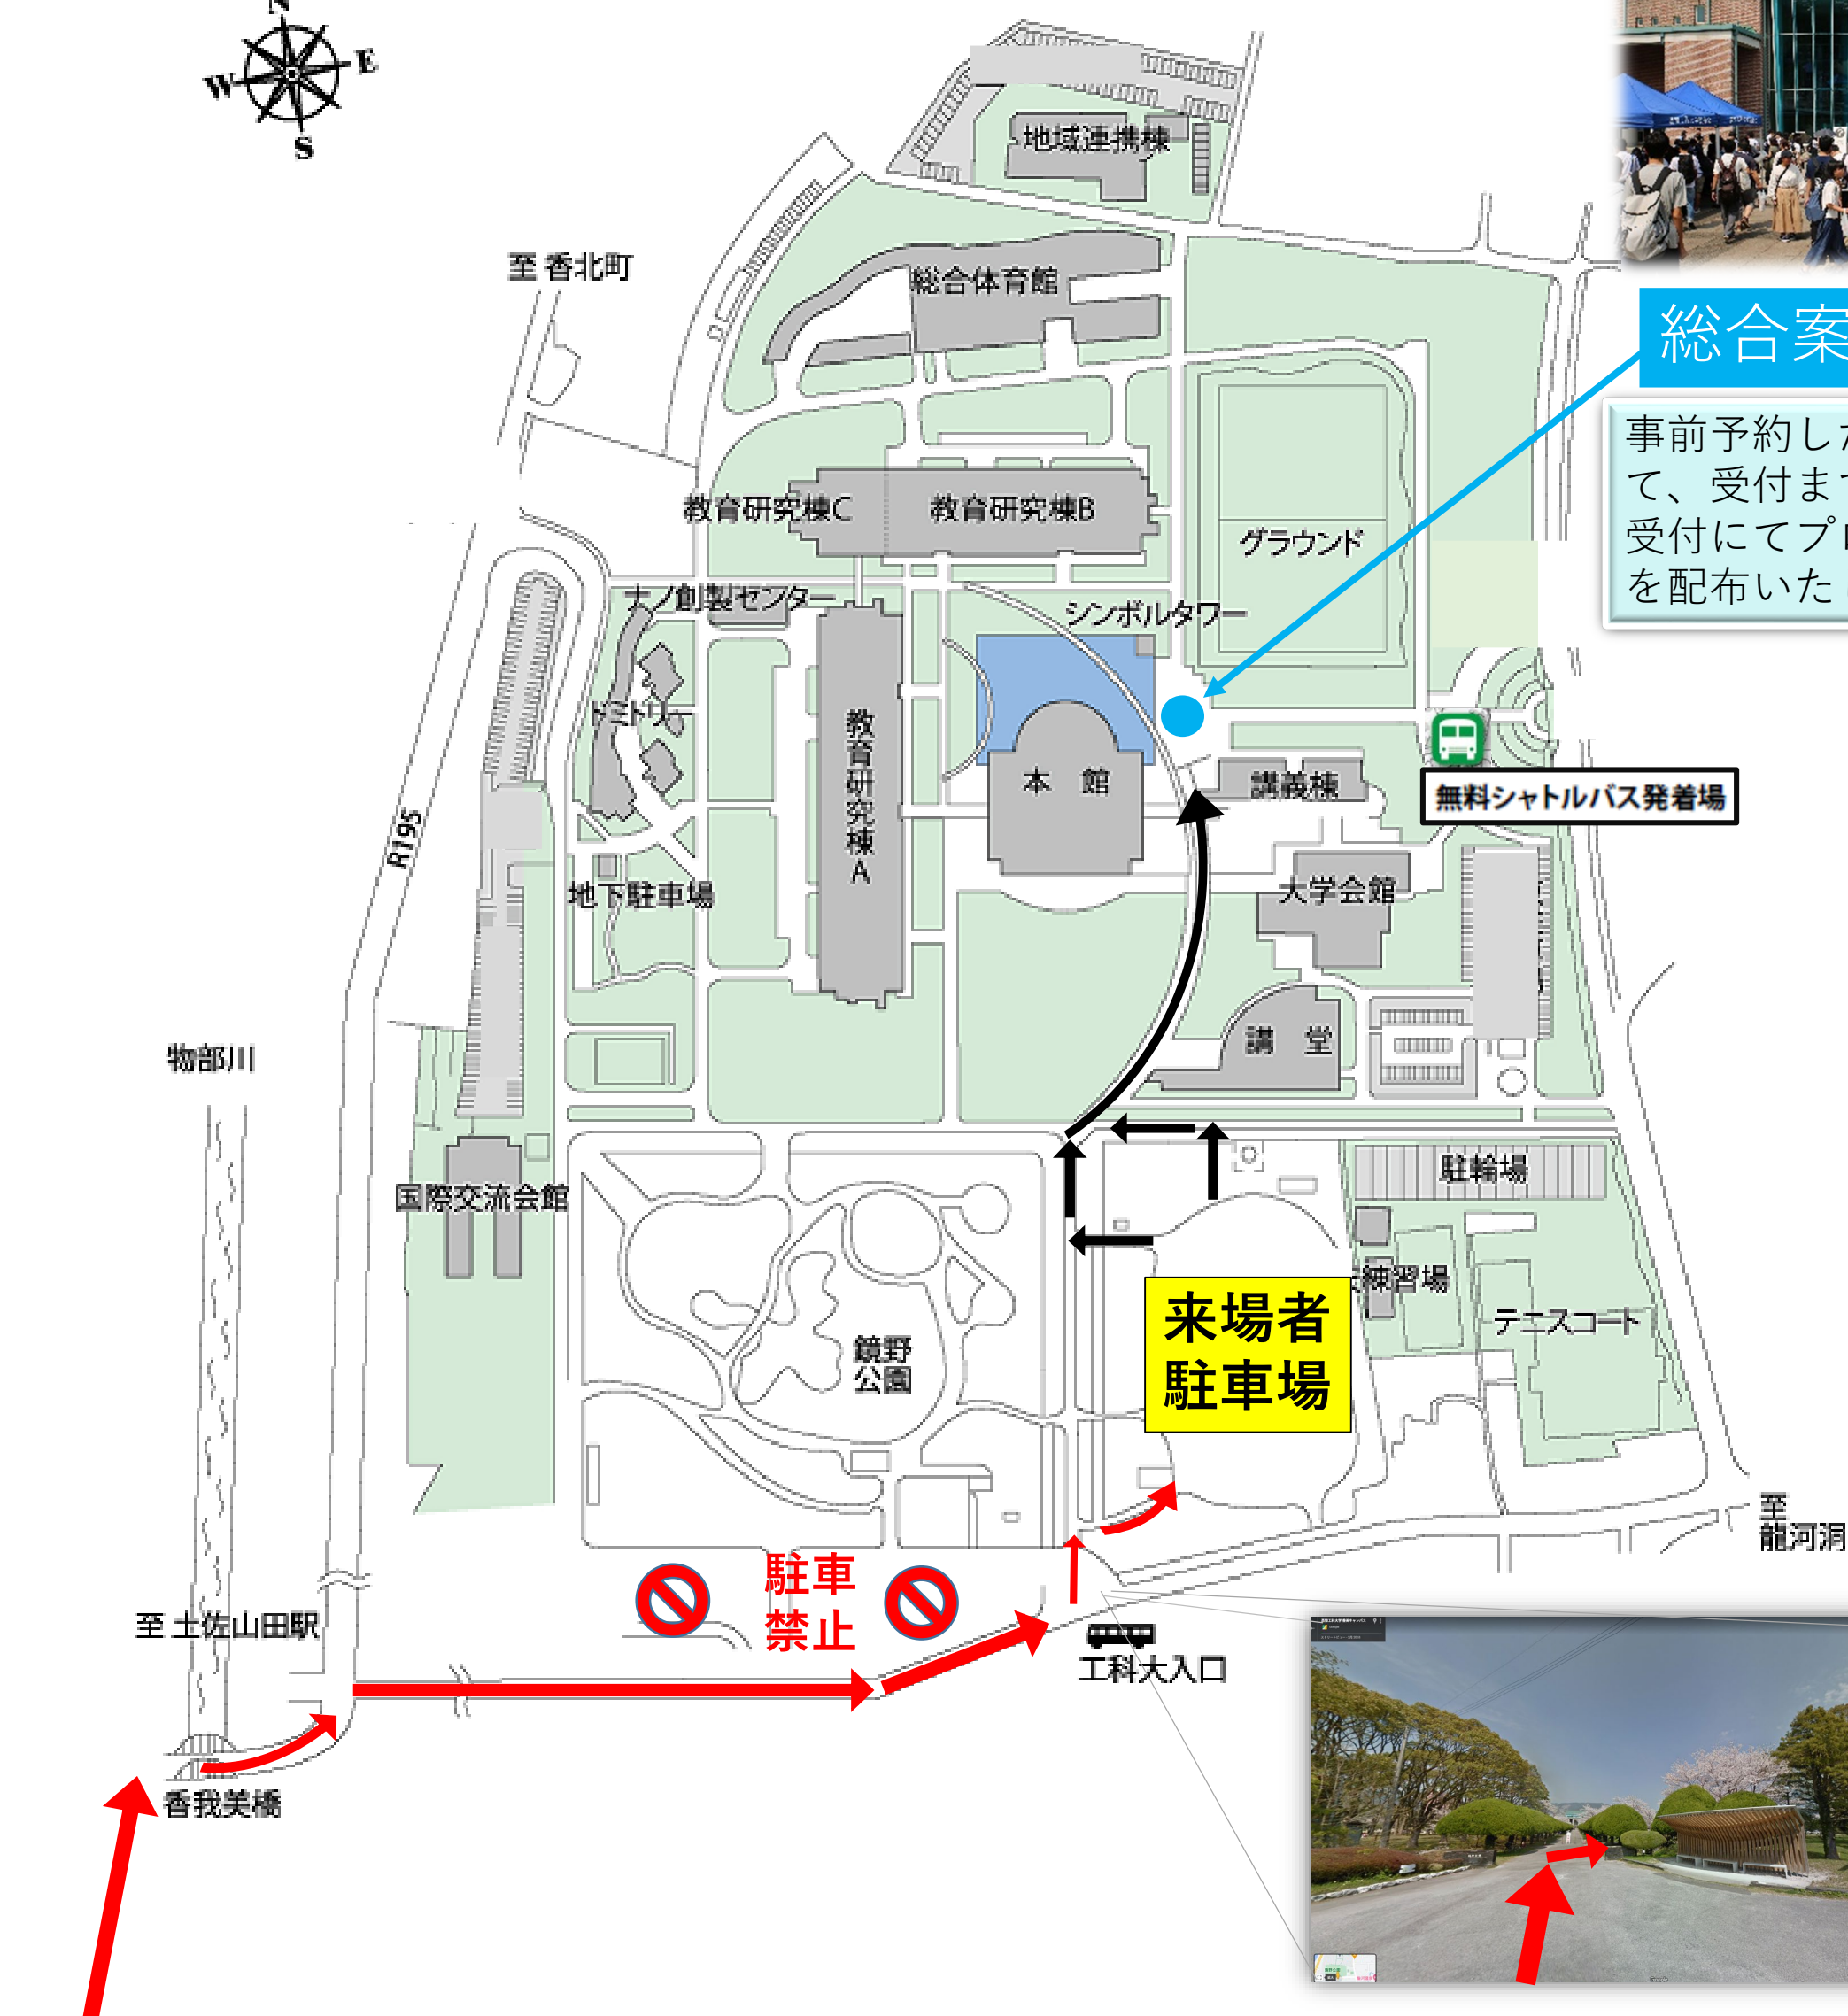 N
W
E
S
地域連携棟
至 香北町
総合体育館
総合案
事前予約した
て、受付まで
受付にてプロ
を配布いたし
教育研究棟C
教育研究棟B
グラウンド
ナノ創製センター
シンボルタワー
ドミトリー
教育研究棟A
本 館
講義棟
無料シャトルバス発着場
R195
地下駐車場
大学会館
講 堂
物部川
国際交流会館
駐輪場
練習場
来場者
駐車場
テニスコート
鏡野
公園
至
龍河洞
駐車
禁止
至 土佐山田駅
工科大入口
香我美橋